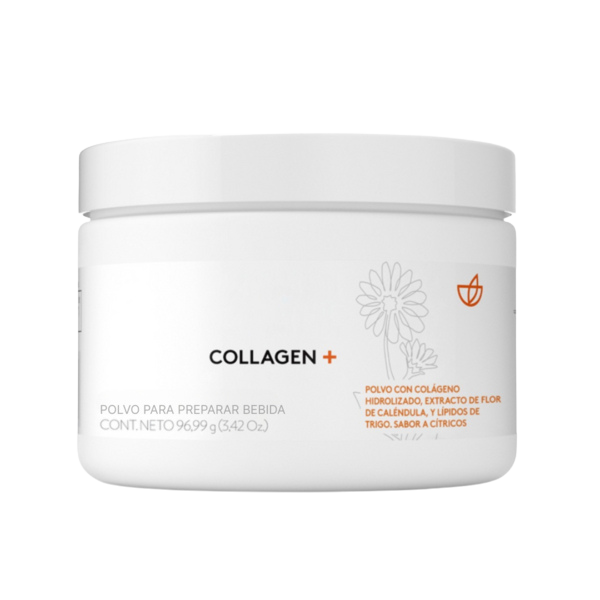 COLLAGEN +
POLVO PARA PREPARAR BEBIDA
CONT. NETO 96,99 g (3,42 Oz.)
POLVO CON COLÁGENO
HIDROLIZADO, EXTRACTO DE FLOR
DE CALÉNDULA, Y LÍPIDOS DE
TRIGO. SABOR A CÍTRICOS